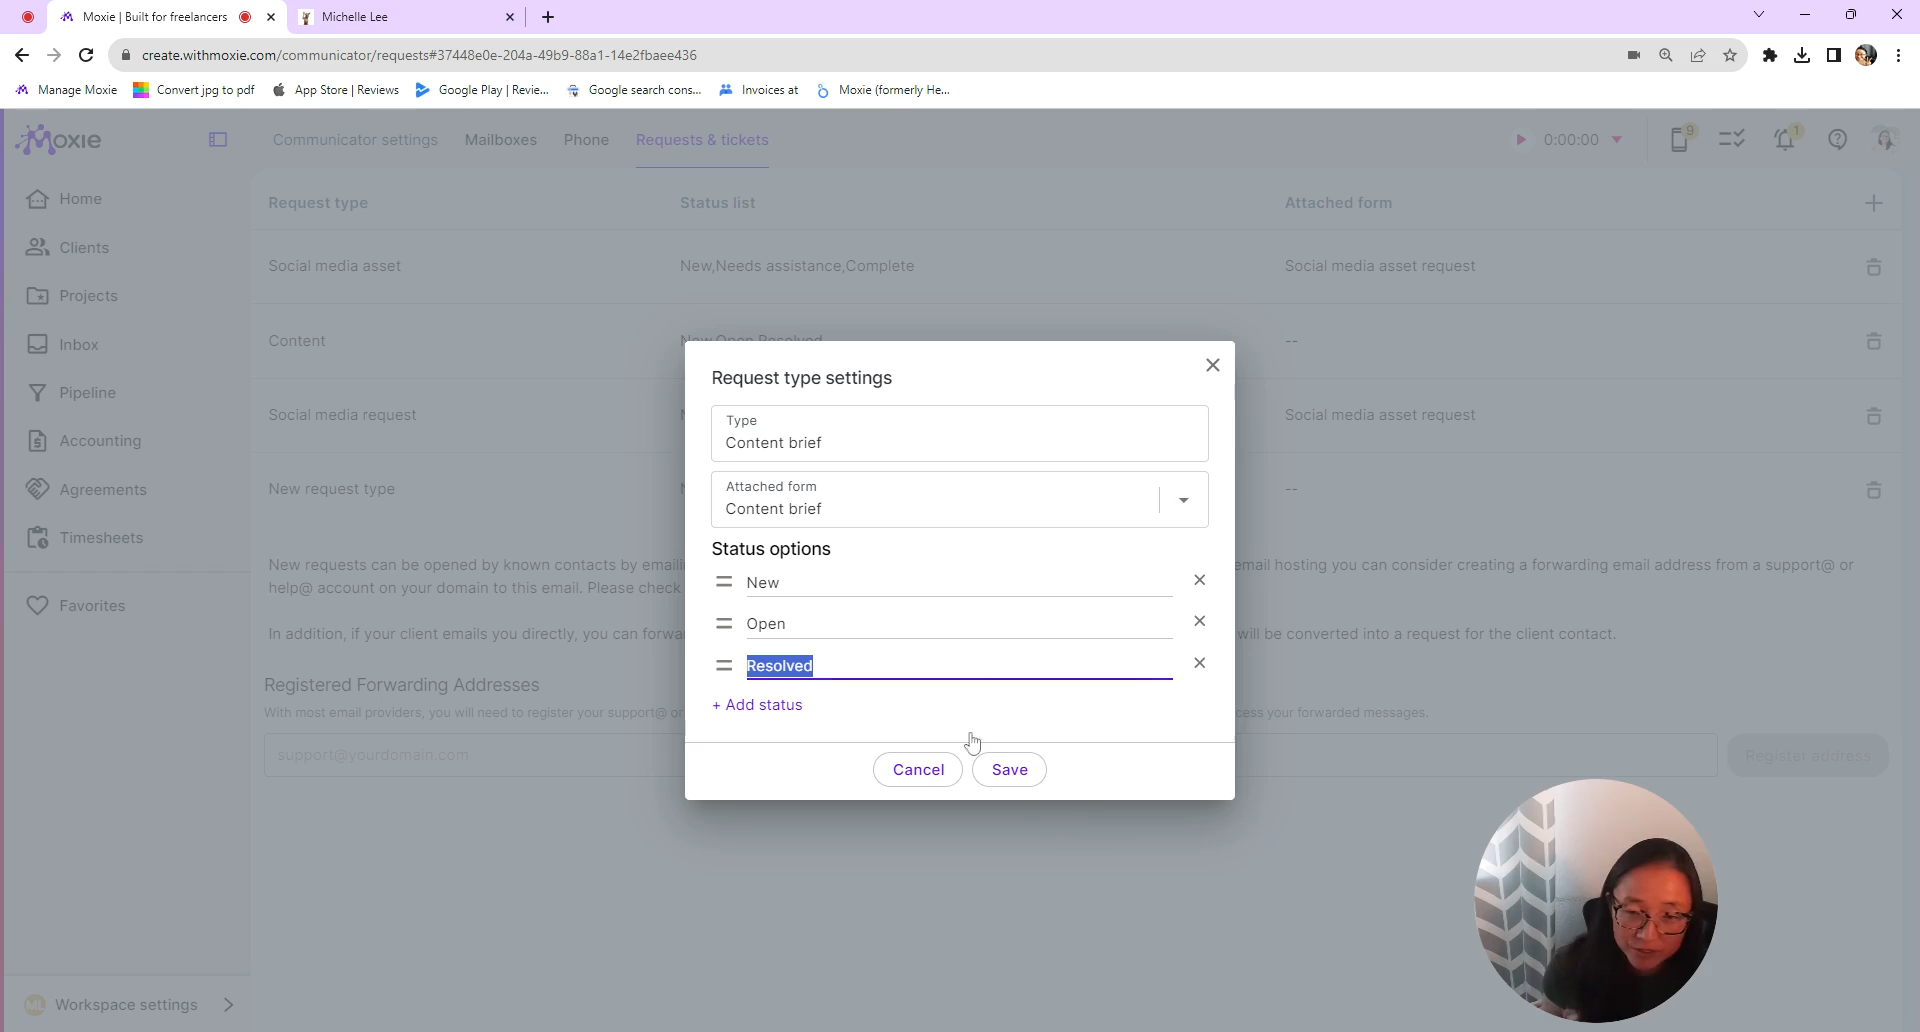 Moxie | Built for freelancers
Michelle Lee
create.withmoxie.com/communicator/requests#37448e0e-204a-49b9-88a1-14e2fbaee436
Manage Moxie
Convert jpg to pdf
App Store | Reviews
Google Play | Revie...
Google search cons...
Invoices at
Moxie (formerly He...
Moxie
Communicator settings
Mailboxes
Phone
Requests & tickets
0:00:00
9
1
Home
Clients
Projects
Inbox
Pipeline
Accounting
Agreements
Timesheets
Favorites
ML
Workspace settings
Request type
Status list
Attached form
Social media asset
New,Needs assistance,Complete
Social media asset request
Content
New,Open,Resolved
--
Social media request
Social media asset request
New request type
--
New requests can be opened by known contacts by emaili
email hosting you can consider creating a forwarding email address from a support@ or
help@ account on your domain to this email. Please check
In addition, if your client emails you directly, you can forwa
will be converted into a request for the client contact.
Registered Forwarding Addresses
With most email providers, you will need to register your support@ or
cess your forwarded messages.
support@yourdomain.com
Register address
Request type settings
Type
Content brief
Attached form
Content brief
Status options
New
Open
Resolved
+ Add status
Cancel
Save